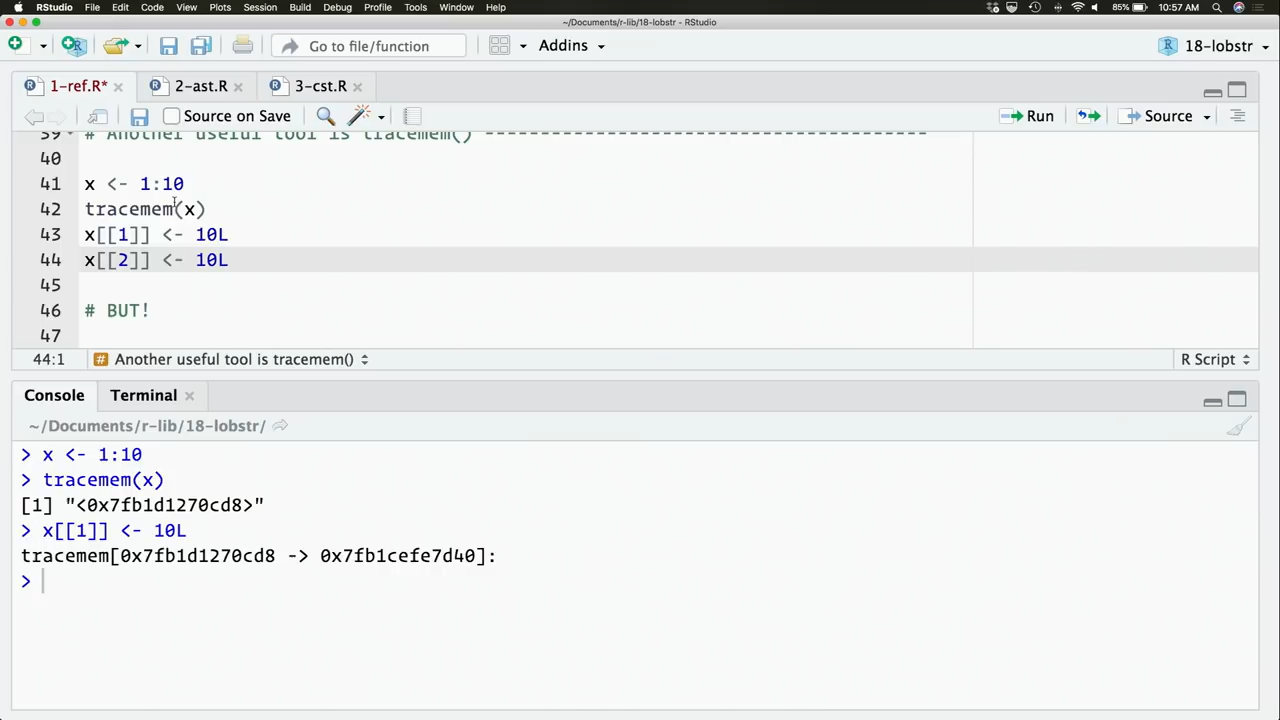 RStudio File Edit Code View Plots Session Build Debug Profile Tools Window Help 85% 10:57 AM
~/Documents/r-lib/18-lobstr - RStudio
Go to file/function Addins 18-lobstr
1-ref.R* 2-ast.R 3-cst.R
Source on Save Run Source
39 # Another useful tool is tracemem() ----------------------------------------
40
41 x <- 1:10
42 tracemem(x)
43 x[[1]] <- 10L
44 x[[2]] <- 10L
45
46 # BUT!
47
44:1 # Another useful tool is tracemem() R Script
Console Terminal
~/Documents/r-lib/18-lobstr/
> x <- 1:10
> tracemem(x)
[1] "<0x7fb1d1270cd8>"
> x[[1]] <- 10L
tracemem[0x7fb1d1270cd8 -> 0x7fb1cefe7d40]:
>